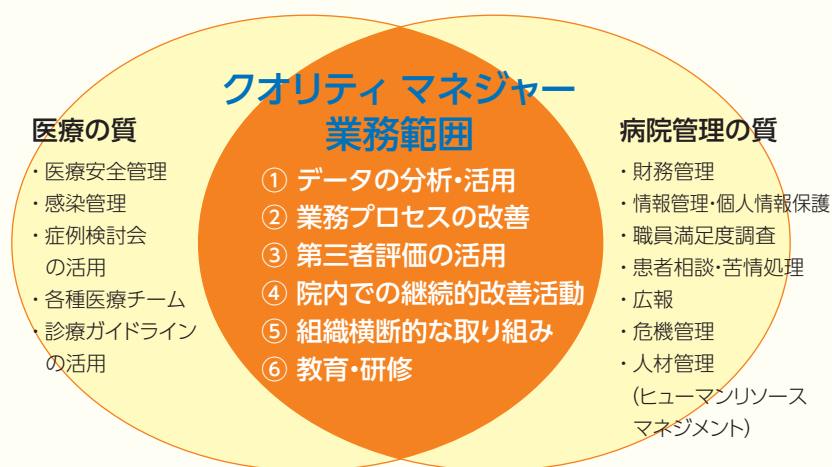 クオリティ マネジャー
業務範囲
医療の質
・医療安全管理
・感染管理
・症例検討会
の活用
・各種医療チーム
・診療ガイドライン
の活用
① データの分析・活用
② 業務プロセスの改善
③ 第三者評価の活用
④ 院内での継続的改善活動
⑤ 組織横断的な取り組み
⑥ 教育・研修
病院管理の質
・財務管理
・情報管理・個人情報保護
・職員満足度調査
・患者相談・苦情処理
・広報
・危機管理
・人材管理
(ヒューマンリソース
マネジメント)